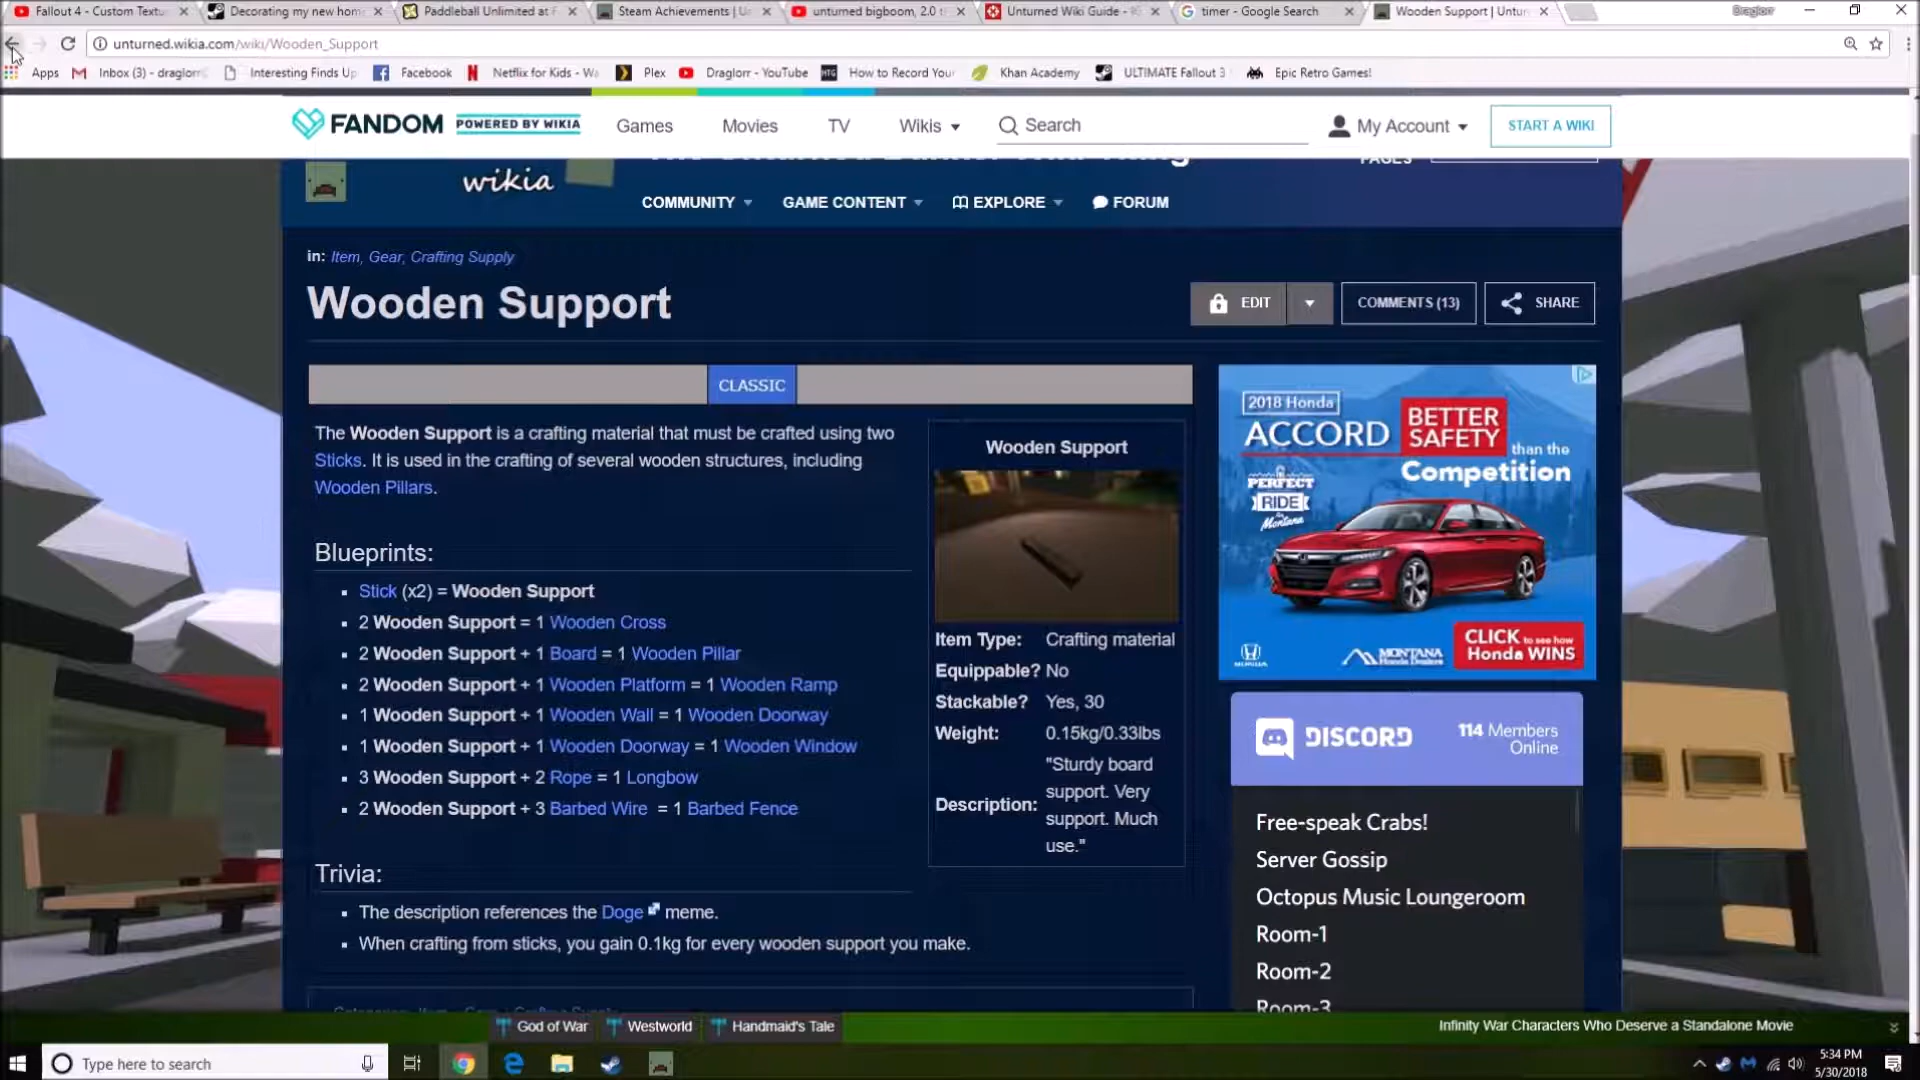 Fallout 4 - Custom Textu
Decorating my new hom
Paddleball Unlimited at F
Steam Achievements | U
unturned bigboom, 2.0 t
Unturned Wiki Guide -
timer - Google Search
Wooden Support | Untur
Draglorr
unturned.wikia.com/wiki/Wooden_Support
Apps
Inbox (3) - draglorr
Interesting Finds Up
Facebook
Netflix for Kids - W
Plex
Draglorr - YouTube
How to Record Your
Khan Academy
ULTIMATE Fallout 3
Epic Retro Games!
FANDOM
POWERED BY WIKIA
Games
Movies
TV
Wikis
Search
My Account
START A WIKI
wikia
PAGES
COMMUNITY
GAME CONTENT
EXPLORE
FORUM
in: Item, Gear, Crafting Supply
Wooden Support
EDIT
COMMENTS (13)
SHARE
CLASSIC
The Wooden Support is a crafting material that must be crafted using two
Sticks. It is used in the crafting of several wooden structures, including
Wooden Pillars.
Blueprints:
Stick (x2) = Wooden Support
2 Wooden Support = 1 Wooden Cross
2 Wooden Support + 1 Board = 1 Wooden Pillar
2 Wooden Support + 1 Wooden Platform = 1 Wooden Ramp
1 Wooden Support + 1 Wooden Wall = 1 Wooden Doorway
1 Wooden Support + 1 Wooden Doorway = 1 Wooden Window
3 Wooden Support + 2 Rope = 1 Longbow
2 Wooden Support + 3 Barbed Wire = 1 Barbed Fence
Trivia:
The description references the Doge meme.
When crafting from sticks, you gain 0.1kg for every wooden support you make.
Wooden Support
Item Type: Crafting material
Equippable? No
Stackable? Yes, 30
Weight: 0.15kg/0.33lbs
Description: "Sturdy board
support. Very
support. Much
use."
2018 Honda
ACCORD
BETTER
SAFETY
than the
Competition
PERFECT
RIDE
in Montana
HONDA
MONTANA
Honda Dealers
CLICK to see how
Honda WINS
DISCORD
114 Members
Online
Free-speak Crabs!
Server Gossip
Octopus Music Loungeroom
Room-1
Room-2
Room-3
God of War
Westworld
Handmaid's Tale
Infinity War Characters Who Deserve a Standalone Movie
Type here to search
5:34 PM
5/30/2018